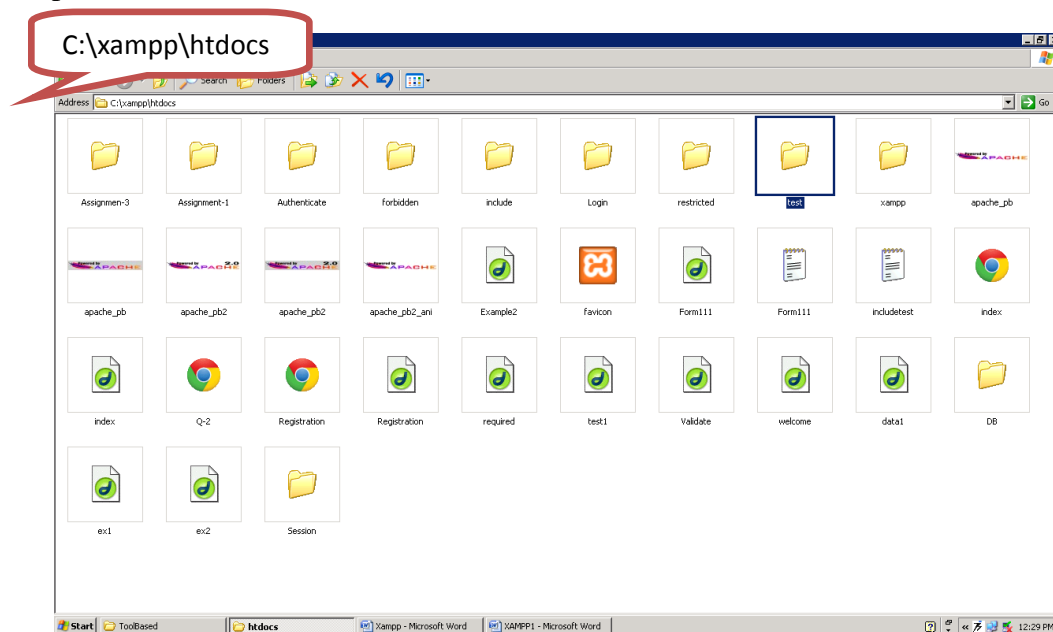 C:\xampp\htdocs
Search Folders
Address C:\xampp\htdocs Go
Assignmen-3 Assignment-1 Authenticate forbidden include Login restricted test xampp apache_pb
apache_pb apache_pb2 apache_pb2 apache_pb2_ani Example2 favicon Form111 Form111 includetest index
index Q-2 Registration Registration required test1 Validate welcome data1 DB
ex1 ex2 Session
Start ToolBased htdocs Xampp - Microsoft Word XAMPP1 - Microsoft Word 12:29 PM